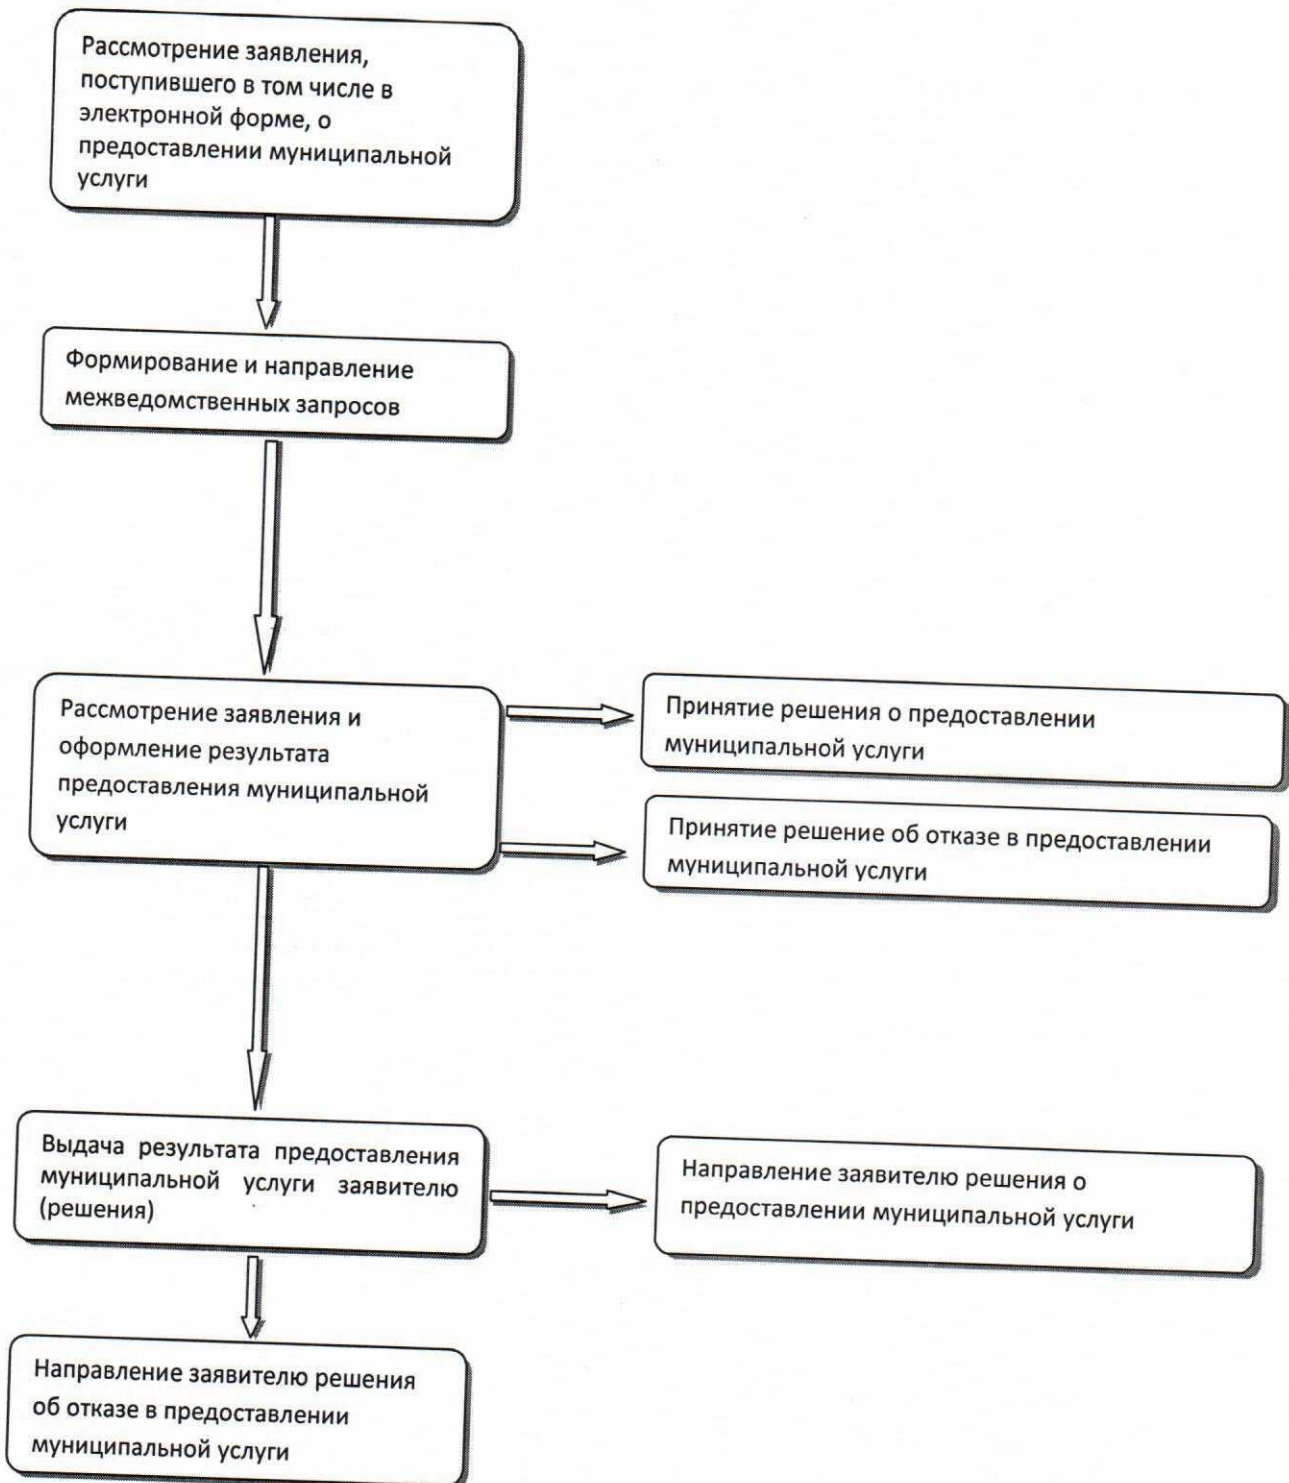 Рассмотрение заявления,
поступившего в том числе в
электронной форме, о
предоставлении муниципальной
услуги
Формирование и направление
межведомственных запросов
Рассмотрение заявления и
оформление результата
предоставления муниципальной
услуги
Принятие решения о предоставлении
муниципальной услуги
Принятие решение об отказе в предоставлении
муниципальной услуги
Выдача результата предоставления
муниципальной услуги заявителю
(решения)
Направление заявителю решения о
предоставлении муниципальной услуги
Направление заявителю решения
об отказе в предоставлении
муниципальной услуги